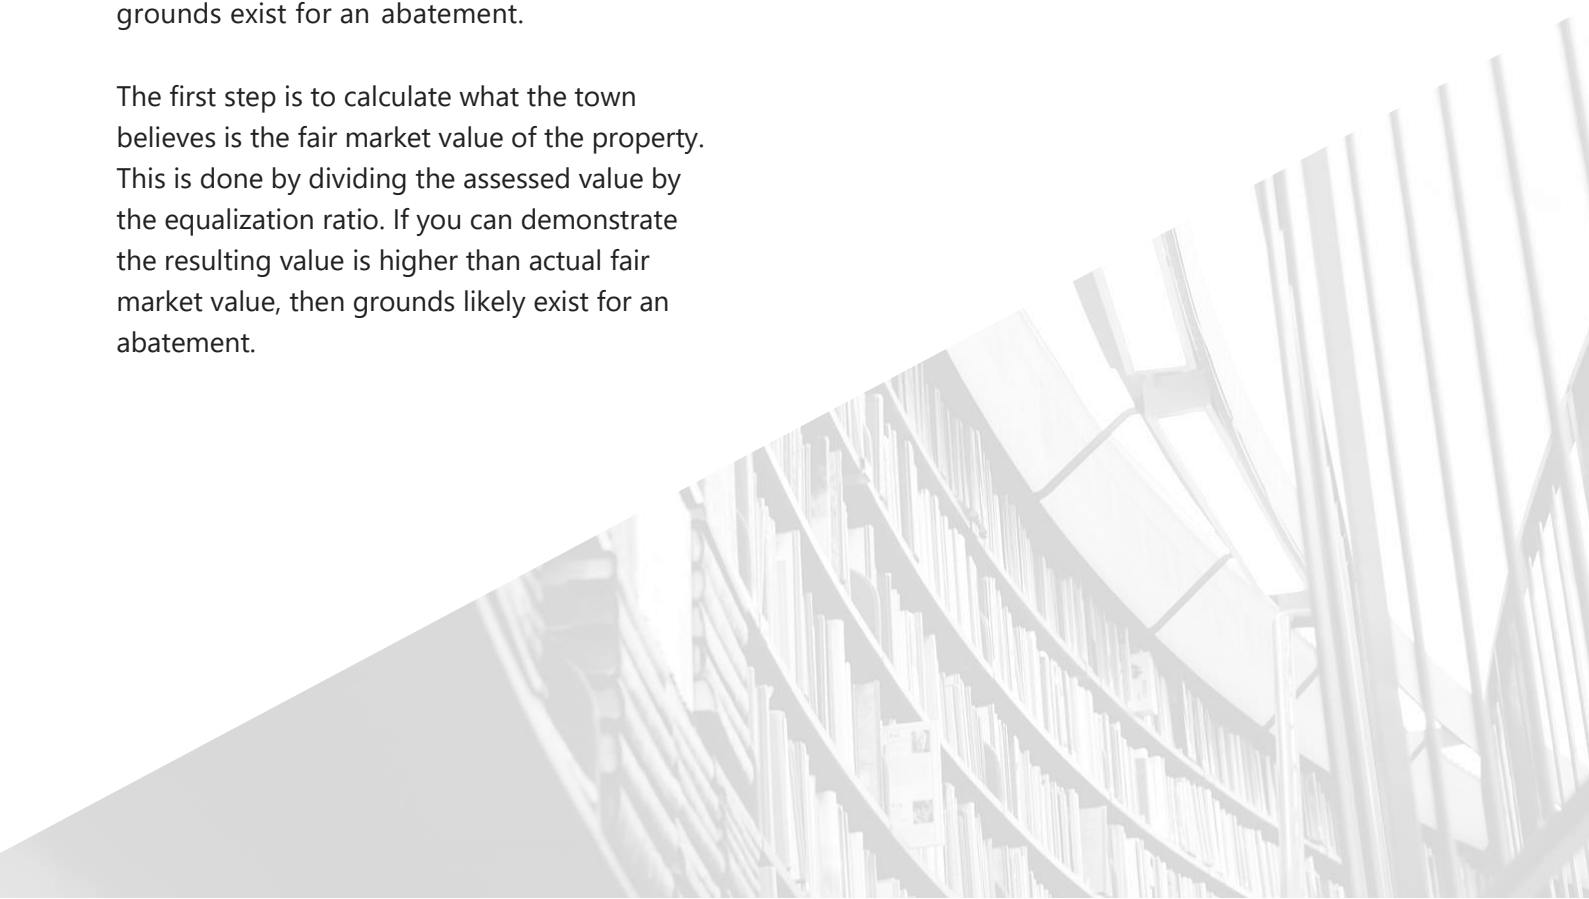 grounds exist for an abatement.
The first step is to calculate what the town
believes is the fair market value of the property.
This is done by dividing the assessed value by
the equalization ratio. If you can demonstrate
the resulting value is higher than actual fair
market value, then grounds likely exist for an
abatement.